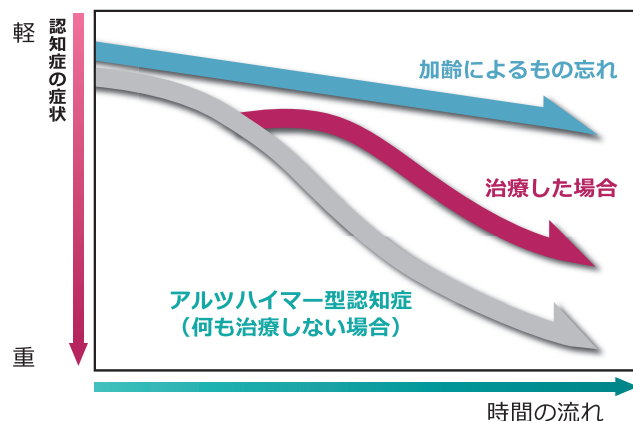 軽
認知症の症状
加齢によるもの忘れ
治療した場合
アルツハイマー型認知症
（何も治療しない場合）
重
時間の流れ